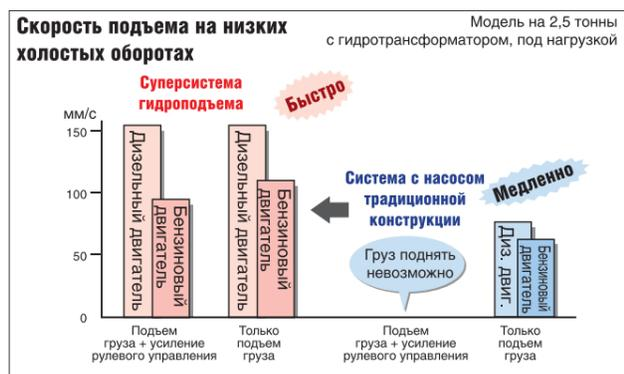 Скорость подъема на низких
холостых оборотах
Модель на 2,5 тонны
с гидротрансформатором, под нагрузкой
Суперсистема
гидроподъема
Быстро
мм/с
150
100
50
0
Дизельный двигатель
Бензиновый
двигатель
Дизельный двигатель
Бензиновый
двигатель
Система с насосом
традиционной
конструкции
Медленно
Груз поднять
невозможно
Диз. двиг.
Бензиновый
двигатель
Подъем
груза + усиление
рулевого управления
Только
подъем
груза
Подъем
груза + усиление
рулевого управления
Только
подъем
груза